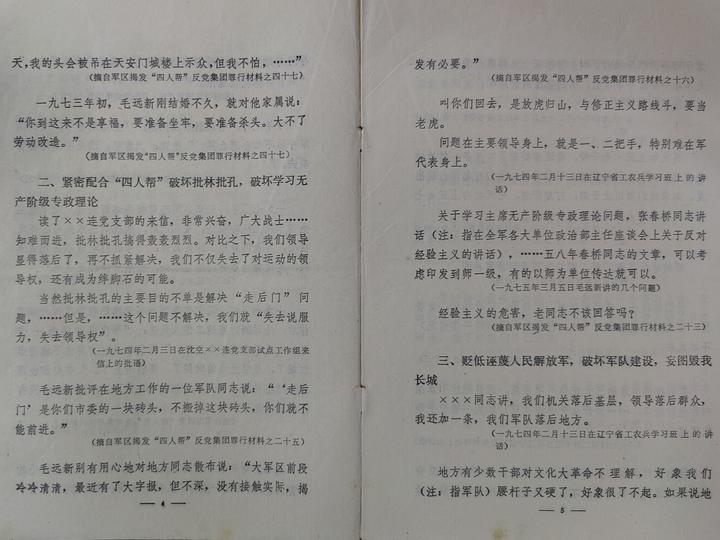 天，我的头会被吊在天安门城楼上示众，但我不怕，……”
（摘自军区揭发“四人帮”反党集团罪行材料之四十七）
一九七三年初，毛远新刚结婚不久，就对他家属说：
“你到这来不是享福，要准备坐牢，要准备杀头。大不了
劳动改造。”
（摘自军区揭发“四人帮”反党集团罪行材料之四十七）
二、紧密配合“四人帮”破坏批林批孔，破坏学习无
产阶级专政理论
读了××连党支部的来信，非常兴奋，广大战士……
知难而进，批林批孔搞得轰轰烈烈。对比之下，我们领导
显得落后了，再不抓紧解决，我们不仅失去了对运动的领
导权，还有成为绊脚石的可能。
当然批林批孔的主要目的不单是解决“走后门”问
题，……但是，……这个问不解决，我们就“失去说服
力，失去领导权”。
（一九七四年二月三日在沈空××连党支部试点工作组来
信上的批语）
毛远新批评在地方工作的一位军队同志说：“‘走后
门’是你们市委的一块砖头，不搬掉这块砖头，你们就不
能前进。”
（摘自军区揭发“四人帮”反党集团罪行材料之二十五）
毛远新别有用心地对地方同志散布说：“大军区前段
冷冷清清，最近有了大字报，但不深，没有接触实际，揭
— 4 —
发有必要。”
（摘自军区揭发“四人帮”反党集团罪行材料之十六）
叫你们回去，是放虎归山，与修正主义路线斗，要当
老虎。
问题在主要领导身上，就是一、二把手，特别难在军
代表身上。
（一九七四年二月十三日在辽宁省工农兵学习班上的讲
话）
关于学习主席无产阶级专政理论问题，张春桥同志讲
话（注：指在全军各大单位政治部主任座谈会上关于反对
经验主义的讲话），……五八年春桥同志的文章，可以考
虑印发到师一级，有的以师为单位传达就可以。
（一九七五年三月五日毛远新讲的几个问题）
经验主义的危害，老同志不该回答吗？
（摘自军区揭发“四人帮”反党集团罪行材料之二十三）
三、贬低诬蔑人民解放军，破坏军队建设，妄图毁我
长城
×××同志讲，我们机关落后基层，领导落后群众，
我还加一条，我们军队落后地方。
（一九七四年二月十三日在辽宁省工农兵学习班上的讲
话）
地方有少数干部对文化大革命不理解，好象我们
（注：指军队）腰杆子又硬了，好象很了不起。如果说地
— 5 —